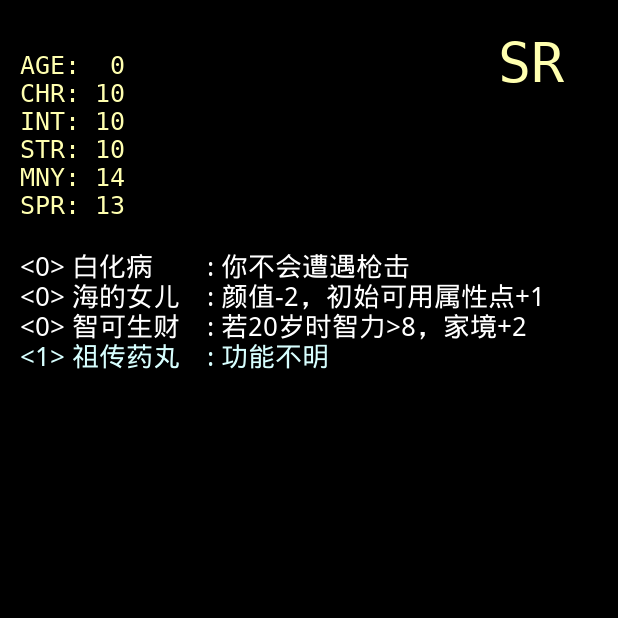 SR
AGE:  0
CHR: 10
INT: 10
STR: 10
MNY: 14
SPR: 13
<0> 白化病 : 你不会遭遇枪击
<0> 海的女儿 : 颜值-2，初始可用属性点+1
<0> 智可生财 : 若20岁时智力>8，家境+2
<1> 祖传药丸 : 功能不明